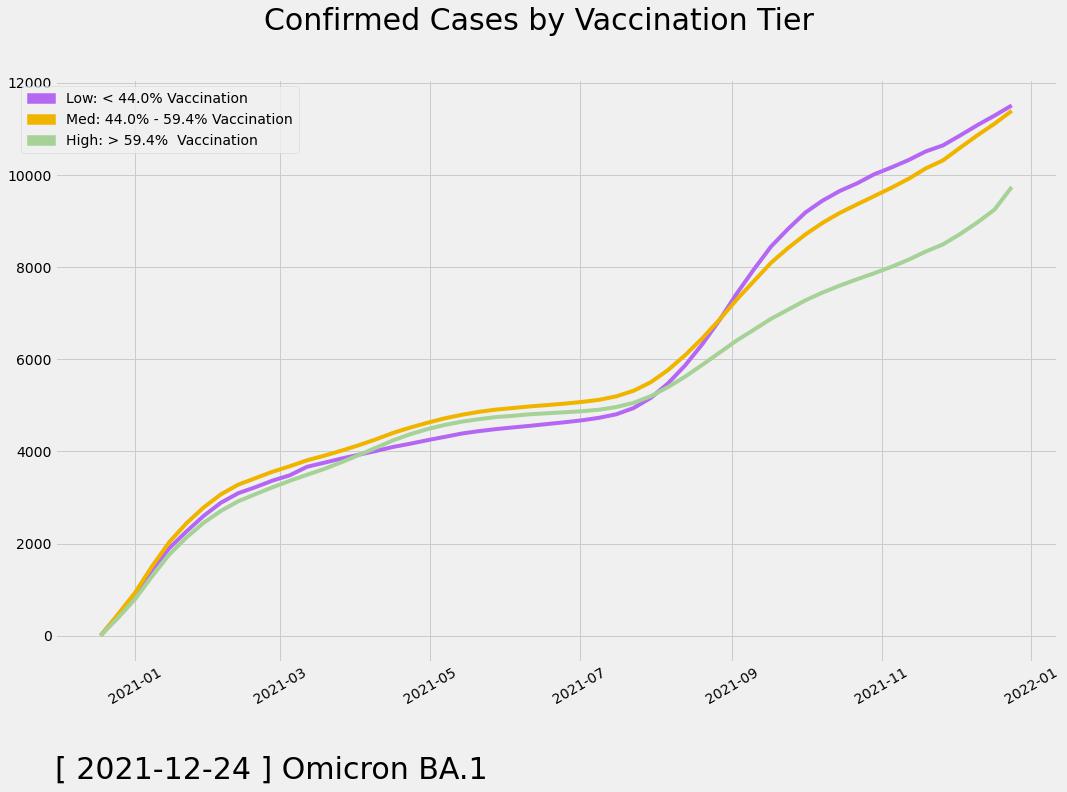 Confirmed Cases by Vaccination Tier
12000
Low: < 44.0% Vaccination
Med: 44.0% - 59.4% Vaccination
High: > 59.4%  Vaccination
10000
8000
6000
4000
2000
0
2021-01
2021-03
2021-05
2021-07
2021-09
2021-11
2022-01
[ 2021-12-24 ] Omicron BA.1